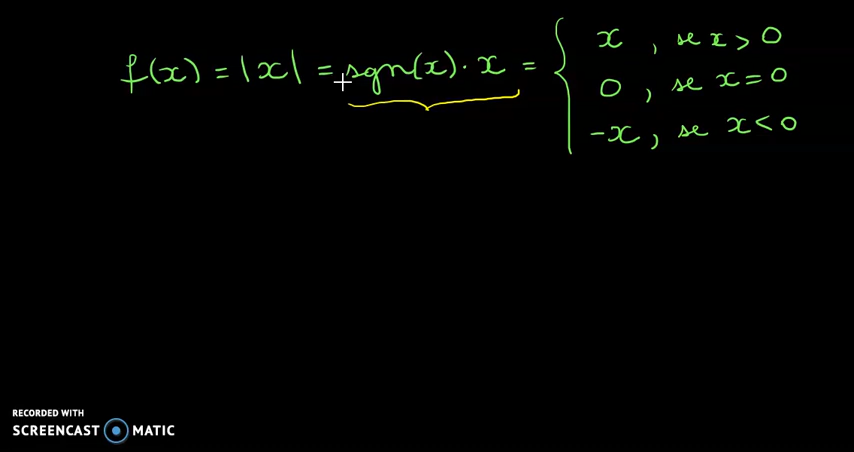 f(x) = |x| = sgn(x) · x = { x , se x > 0
0 , se x = 0
-x , se x < 0
RECORDED WITH
SCREENCAST MATIC